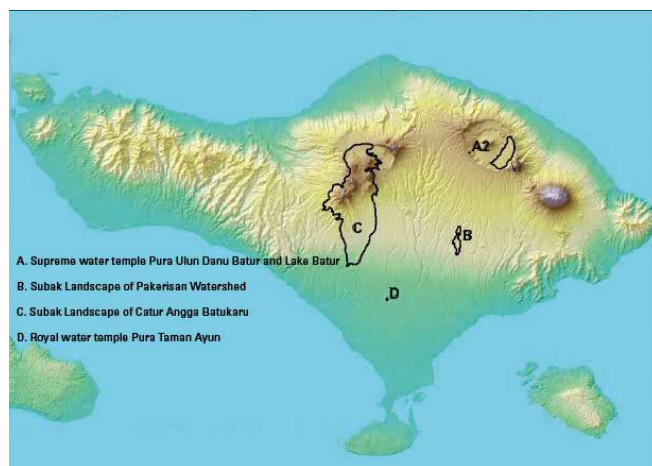 A2
B
C
A. Supreme water temple Pura Ulun Danu Batur and Lake Batur
B. Subak Landscape of Pakerisan Watershed
D
C. Subak Landscape of Catur Angga Batukaru
D. Royal water temple Pura Taman Ayun